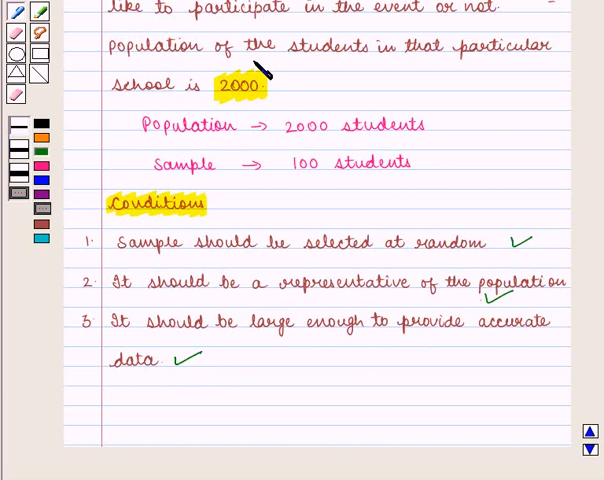 like to participate in the event or not.
population of the students in that particular
school is 2000.
Population → 2000 students
Sample → 100 students
Conditions
1. Sample should be selected at random ✓
2. It should be a representative of the population ✓
3. It should be large enough to provide accurate
data. ✓